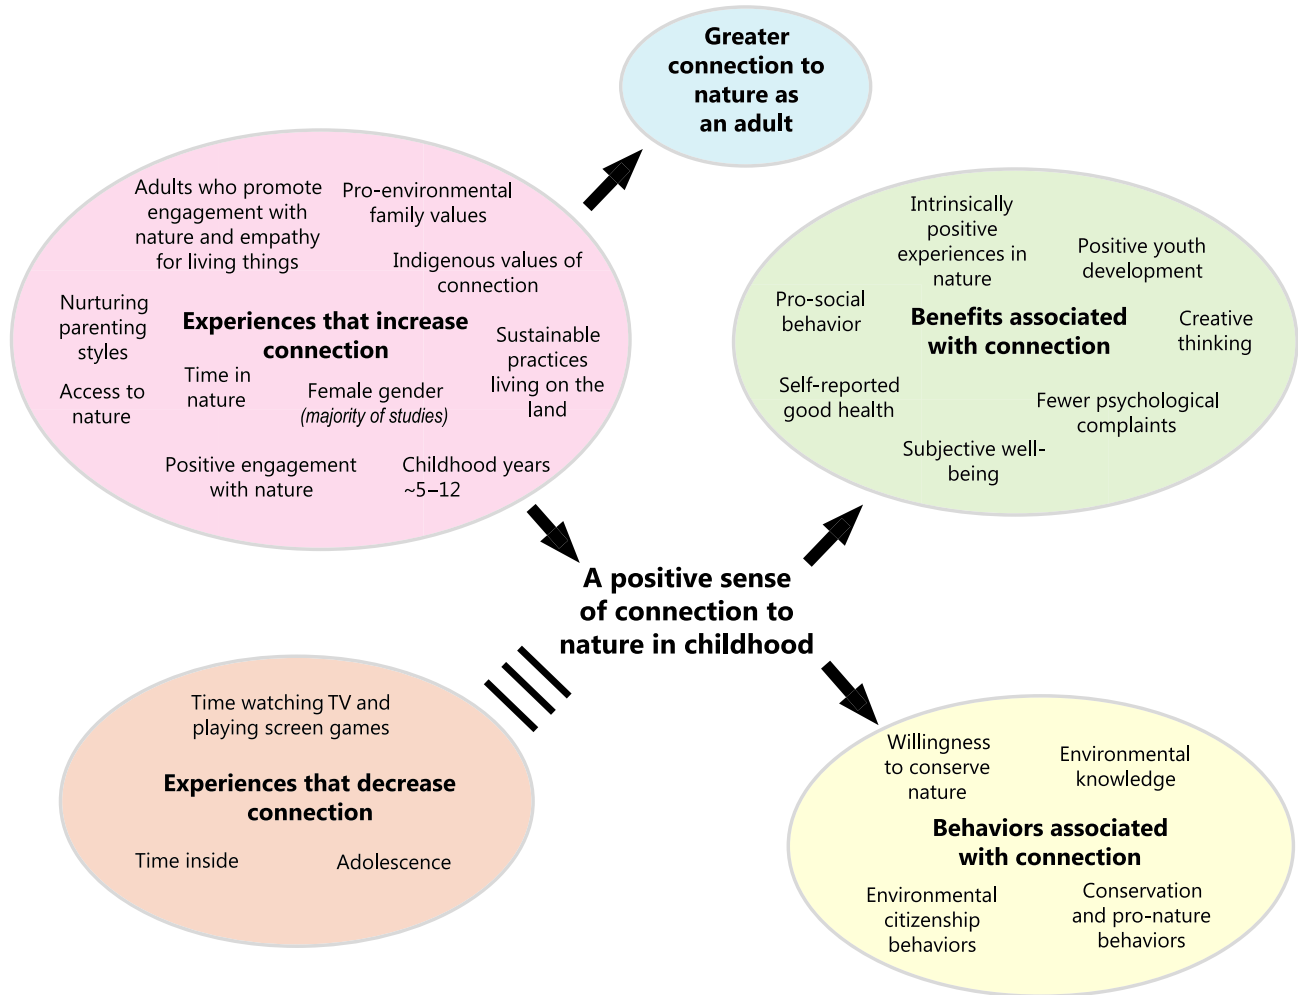 Greater
connection to
nature as
an adult
Adults who promote
engagement with
nature and empathy
for living things
Pro-environmental
family values
Indigenous values of
connection
Nurturing
parenting
styles
Experiences that increase
connection
Sustainable
practices
living on the
land
Access to
nature
Time in
nature
Female gender
(majority of studies)
Positive engagement
with nature
Childhood years
~5–12
Intrinsically
positive
experiences in
nature
Positive youth
development
Pro-social
behavior
Benefits associated
with connection
Creative
thinking
Self-reported
good health
Fewer psychological
complaints
Subjective well-
being
A positive sense
of connection to
nature in childhood
Time watching TV and
playing screen games
Experiences that decrease
connection
Time inside
Adolescence
Willingness
to conserve
nature
Environmental
knowledge
Behaviors associated
with connection
Environmental
citizenship
behaviors
Conservation
and pro-nature
behaviors